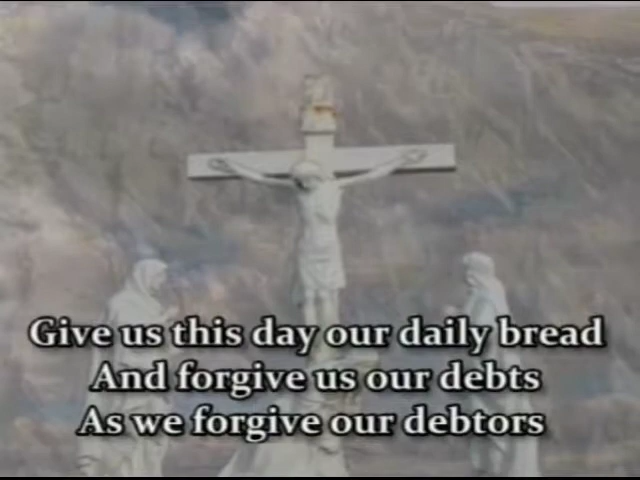 Give us this day our daily bread
And forgive us our debts
As we forgive our debtors